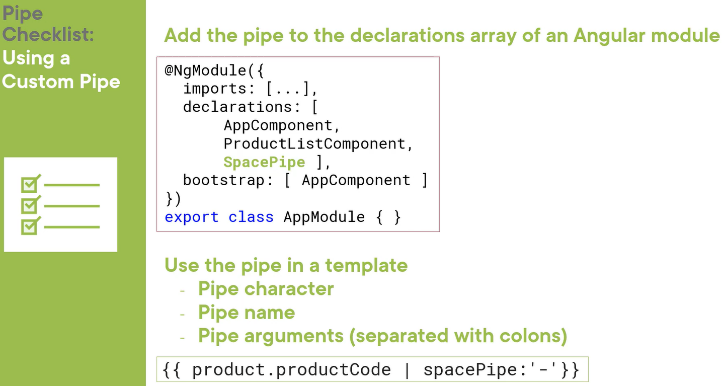 Pipe
Checklist:
Using a
Custom Pipe
Add the pipe to the declarations array of an Angular module
@NgModule({
  imports: [...],
  declarations: [
      AppComponent,
      ProductListComponent,
      SpacePipe ],
  bootstrap: [ AppComponent ]
})
export class AppModule { }
Use the pipe in a template
- Pipe character
- Pipe name
- Pipe arguments (separated with colons)
{{ product.productCode | spacePipe:'-'}}